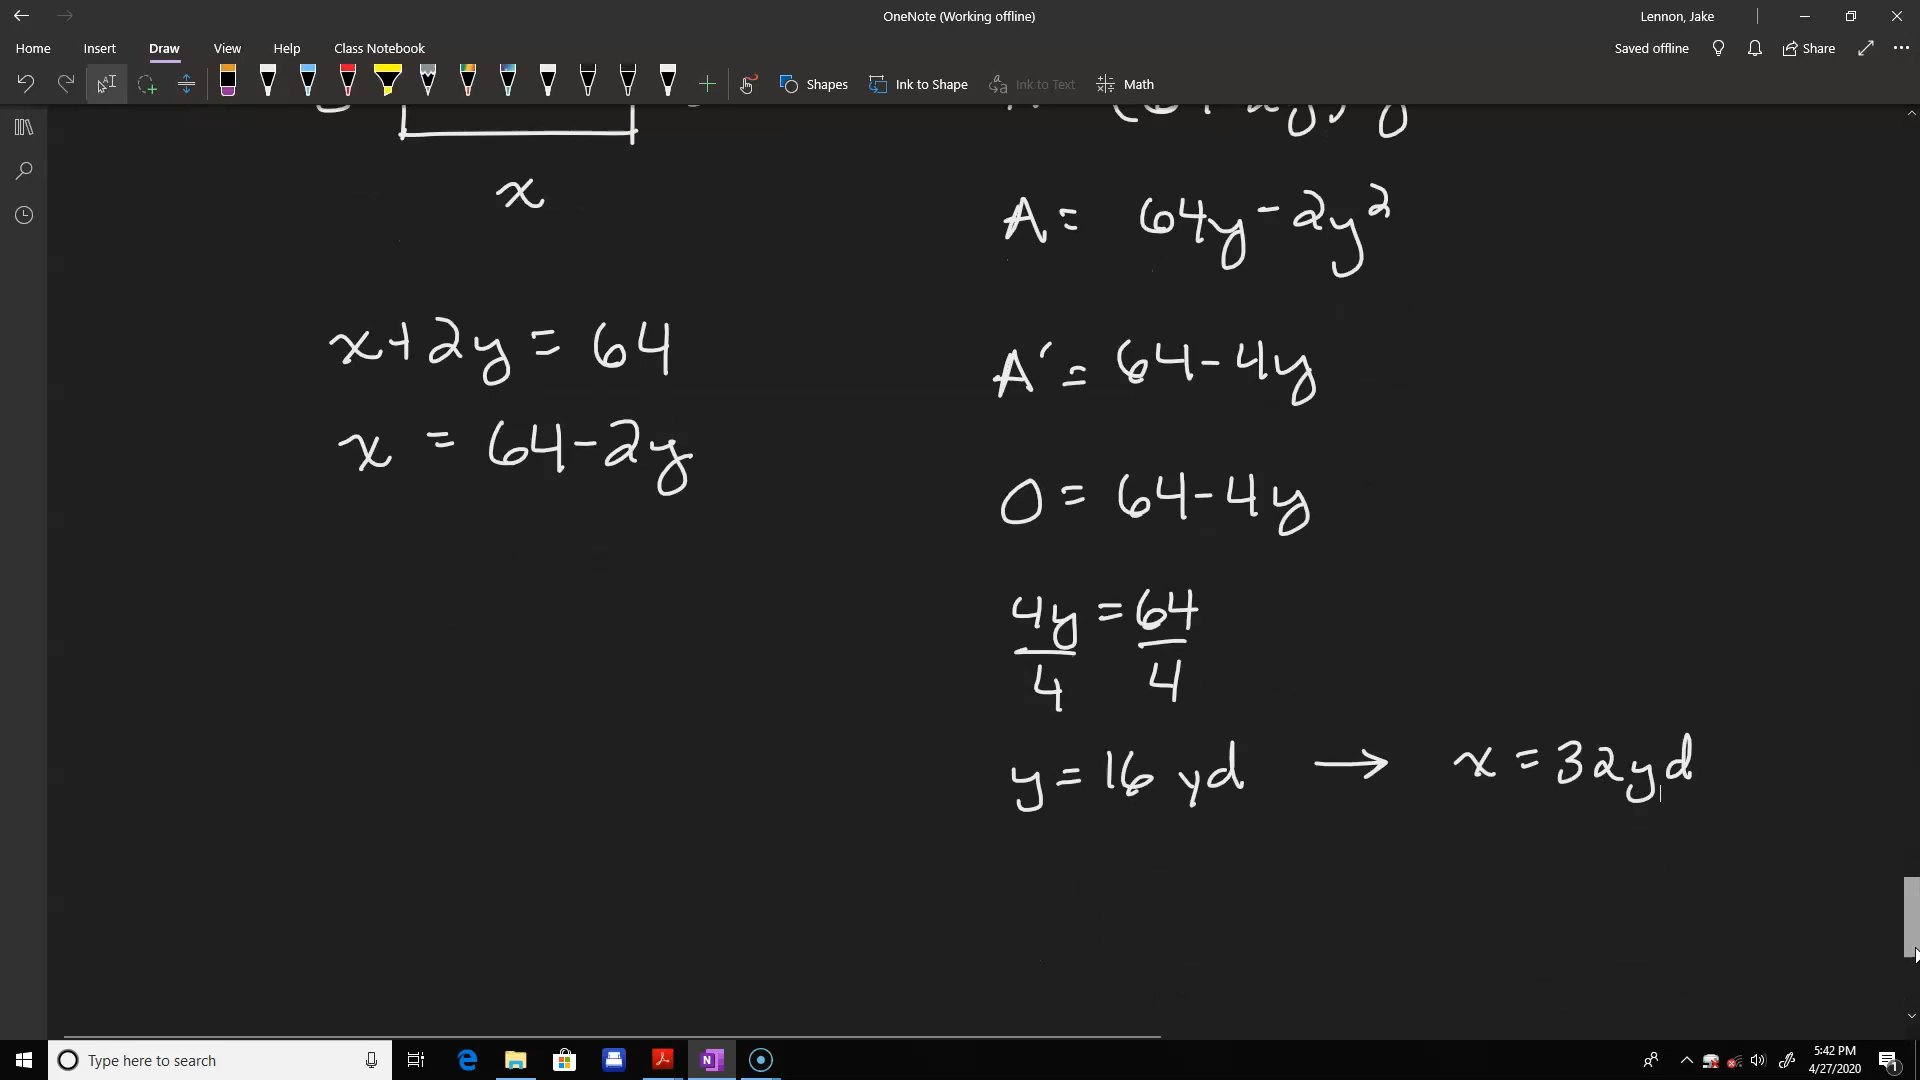 OneNote (Working offline)
Lennon, Jake
Home Insert Draw View Help Class Notebook
Saved offline
Share
Shapes
Ink to Shape
Ink to Text
Math
x
A = 64y - 2y²
x + 2y = 64
A' = 64 - 4y
x = 64 - 2y
0 = 64 - 4y
4y = 64
4 4
y = 16 yd → x = 32yd
Type here to search
5:42 PM
4/27/2020
1